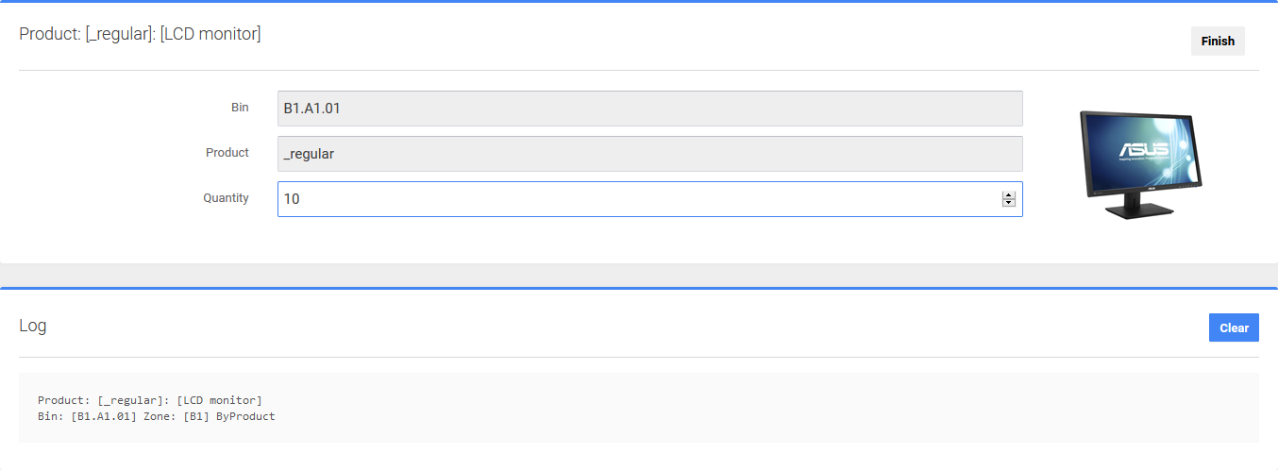 Product: [_regular]: [LCD monitor]
Finish
Bin
B1.A1.01
Product
_regular
Quantity
10
ASUS
Log
Clear
Product: [_regular]: [LCD monitor]
Bin: [B1.A1.01] Zone: [B1] ByProduct